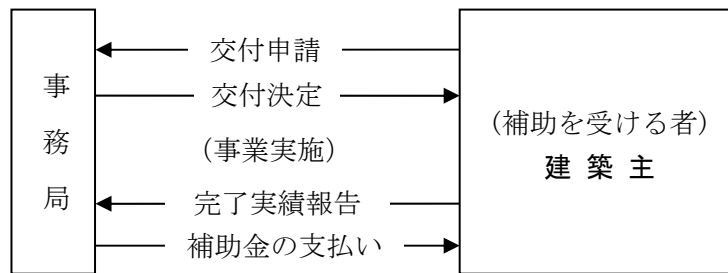 事務局
交付申請
交付決定
(事業実施)
完了実績報告
補助金の支払い
(補助を受ける者)
建 築 主